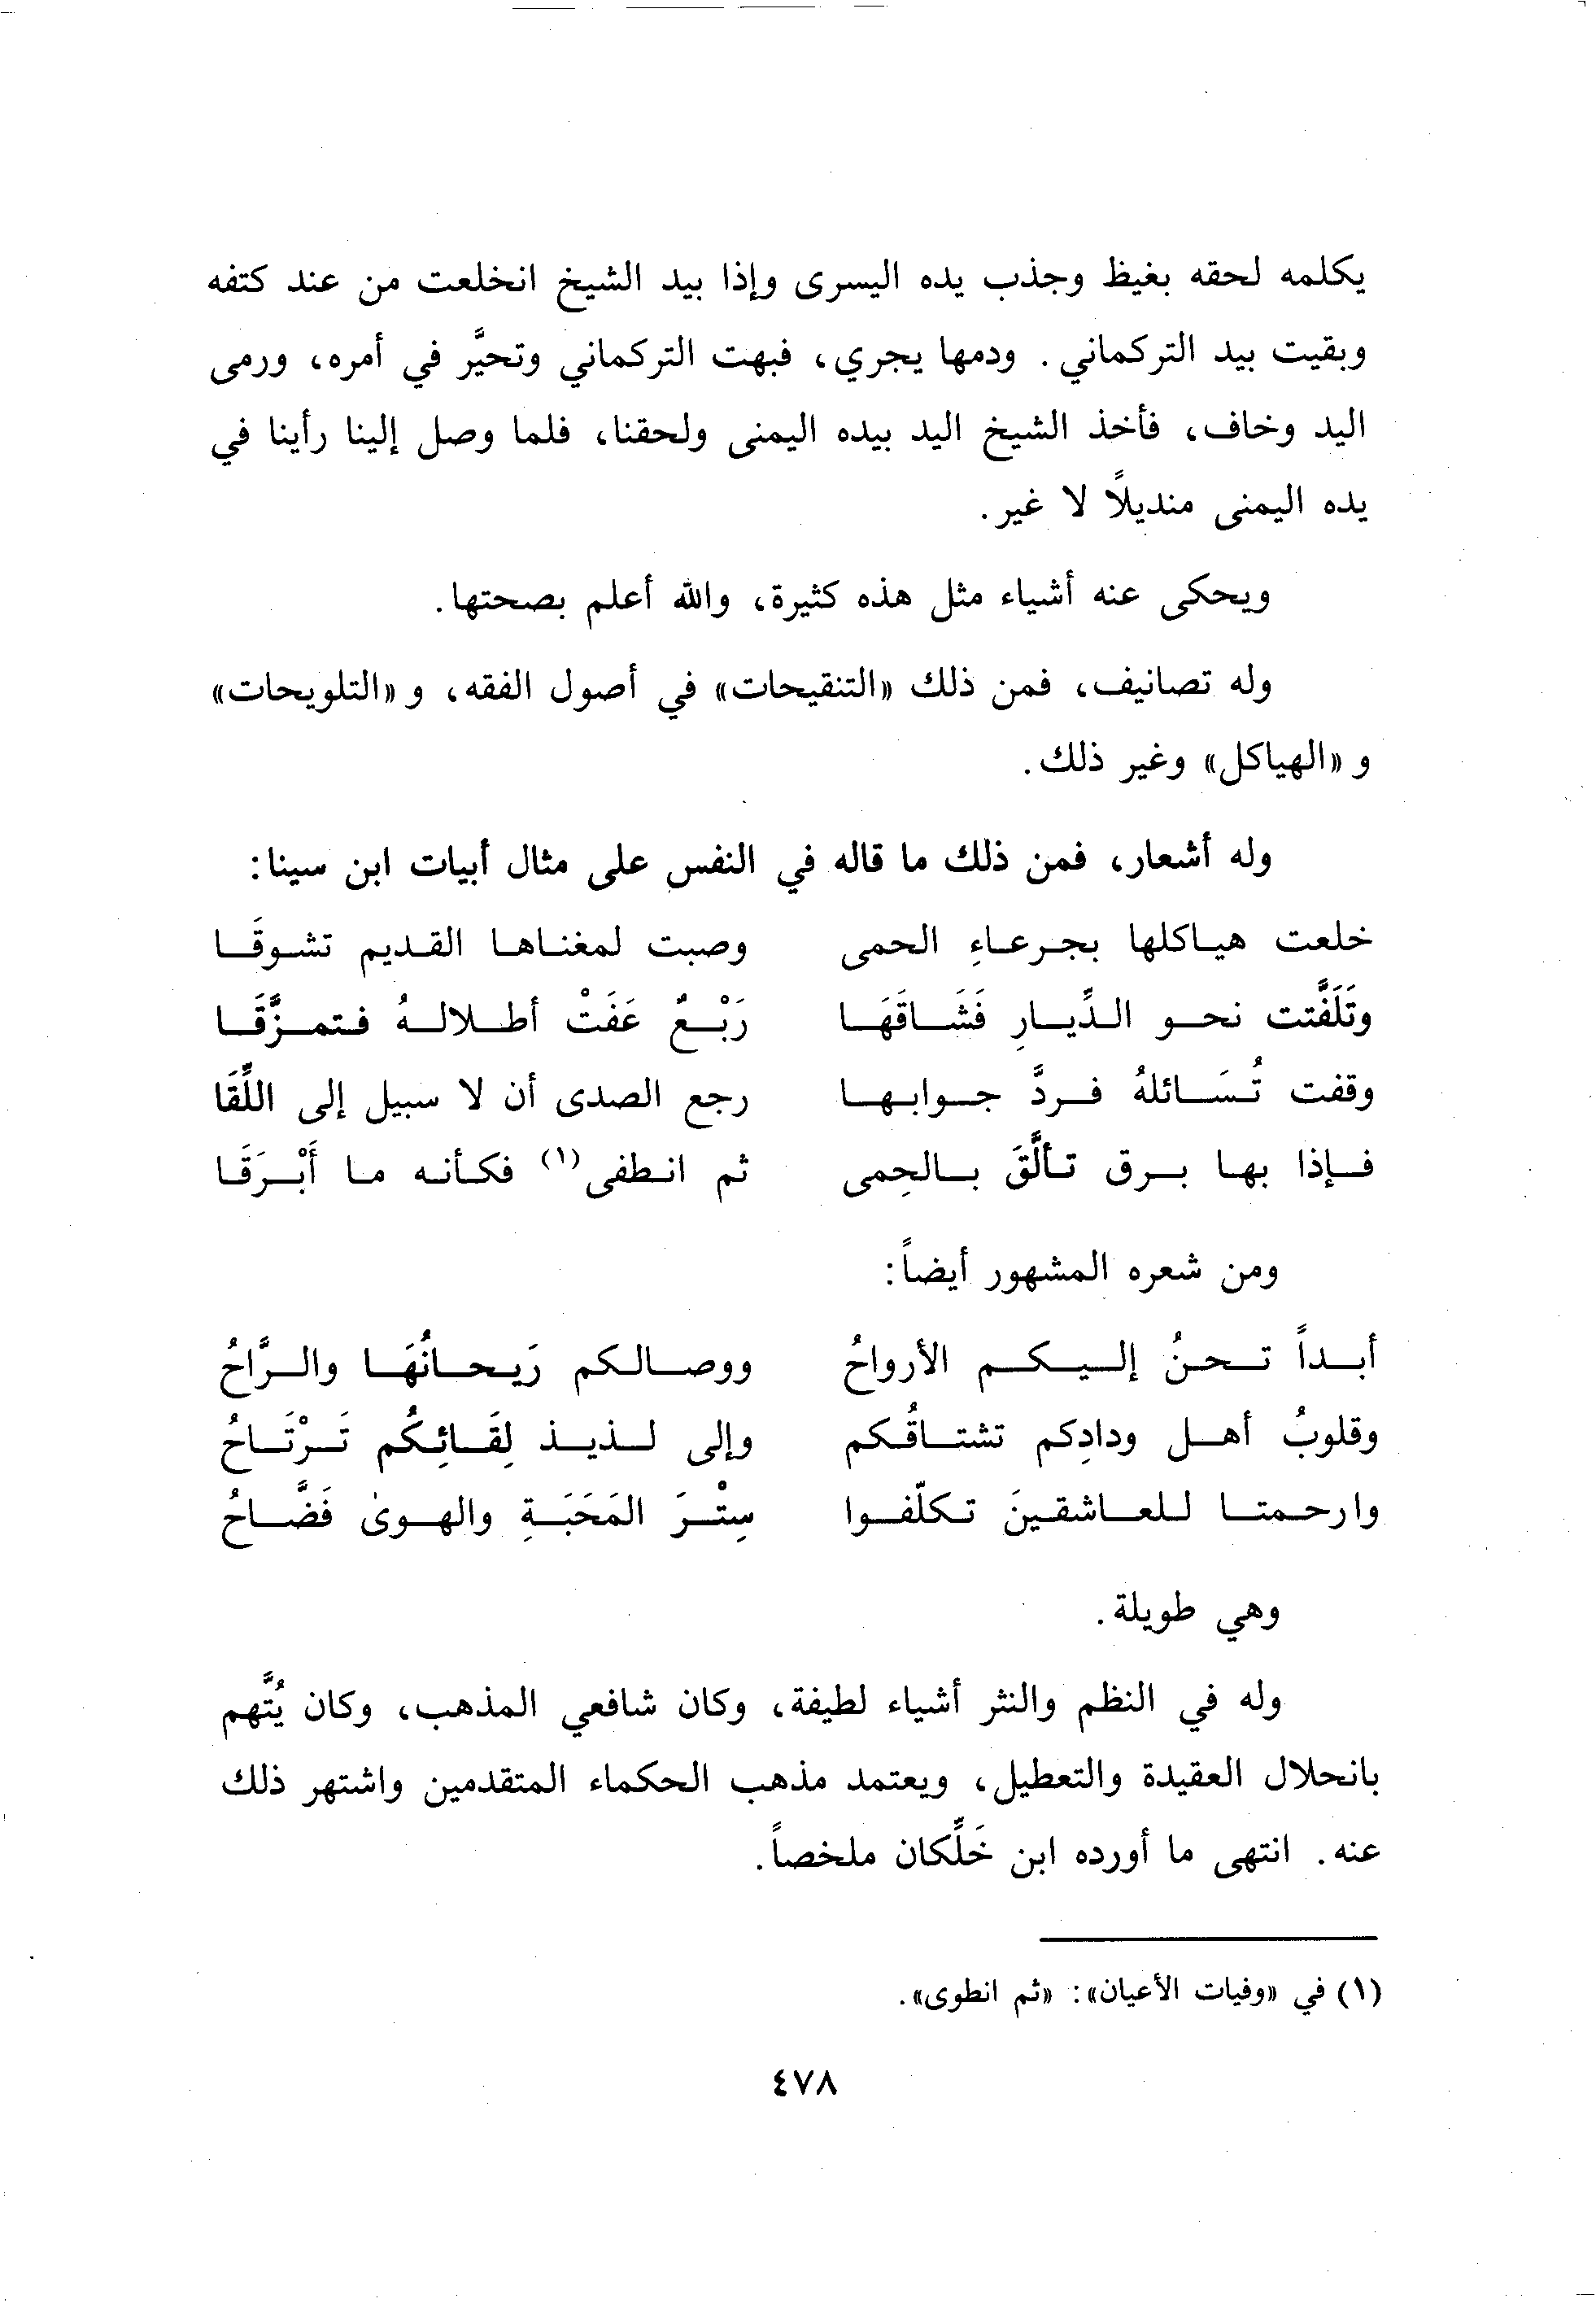 يكلمه لحقه بغيظ وجذب يده اليسرى وإذا بيد الشيخ انخلعت من عند كتفه
وبقيت بيد التركماني. ودمها يجري، فبهت التركماني وتحيَّر في أمره، ورمى
اليد وخاف، فأخذ الشيخ اليد بيده اليمنى ولحقنا، فلما وصل إلينا رأينا في
يده اليمنى منديلاً لا غير.
ويحكى عنه أشياء مثل هذه كثيرة، والله أعلم بصحتها.
وله تصانيف، فمن ذلك «التنقيحات» في أصول الفقه، و «التلويحات»
و «الهياكل» وغير ذلك.
وله أشعار، فمن ذلك ما قاله في النفس على مثال أبيات ابن سينا:
خلعت هياكلها بجرعاءِ الحمى وصبت لمغناها القديم تشوقَا
وتَلَفَّتت نحو الدِّيارِ فَشَاقَهَا رَبْعٌ عَفَتْ أطلالهُ فتمزَّقَا
وقفت تُسَائلهُ فردَّ جوابها رجع الصدى أن لا سبيل إلى اللِّقَا
فإذا بها برق تألَّقَ بالحِمى ثم انطفى(١) فكأنه ما أَبْرَقَا
ومن شعره المشهور أيضاً:
أبداً تحنُ إليكم الأرواحُ ووصالكم رَيحانُهَا والرَّاحُ
وقلوبُ أهل ودادِكم تشتاقُكم وإلى لذيذ لِقَائِكُم تَرْتَاحُ
وارحمتا للعاشقينَ تكلّفوا سِتْرَ المَحَبَةِ والهوىٰ فَضَّاحُ
وهي طويلة.
وله في النظم والنثر أشياء لطيفة، وكان شافعي المذهب، وكان يُتَّهم
بانحلال العقيدة والتعطيل، ويعتمد مذهب الحكماء المتقدمين واشتهر ذلك
عنه. انتهى ما أورده ابن خَلِّكان ملخصاً.
(١) في «وفيات الأعيان»: «ثم انطوى».
٤٧٨